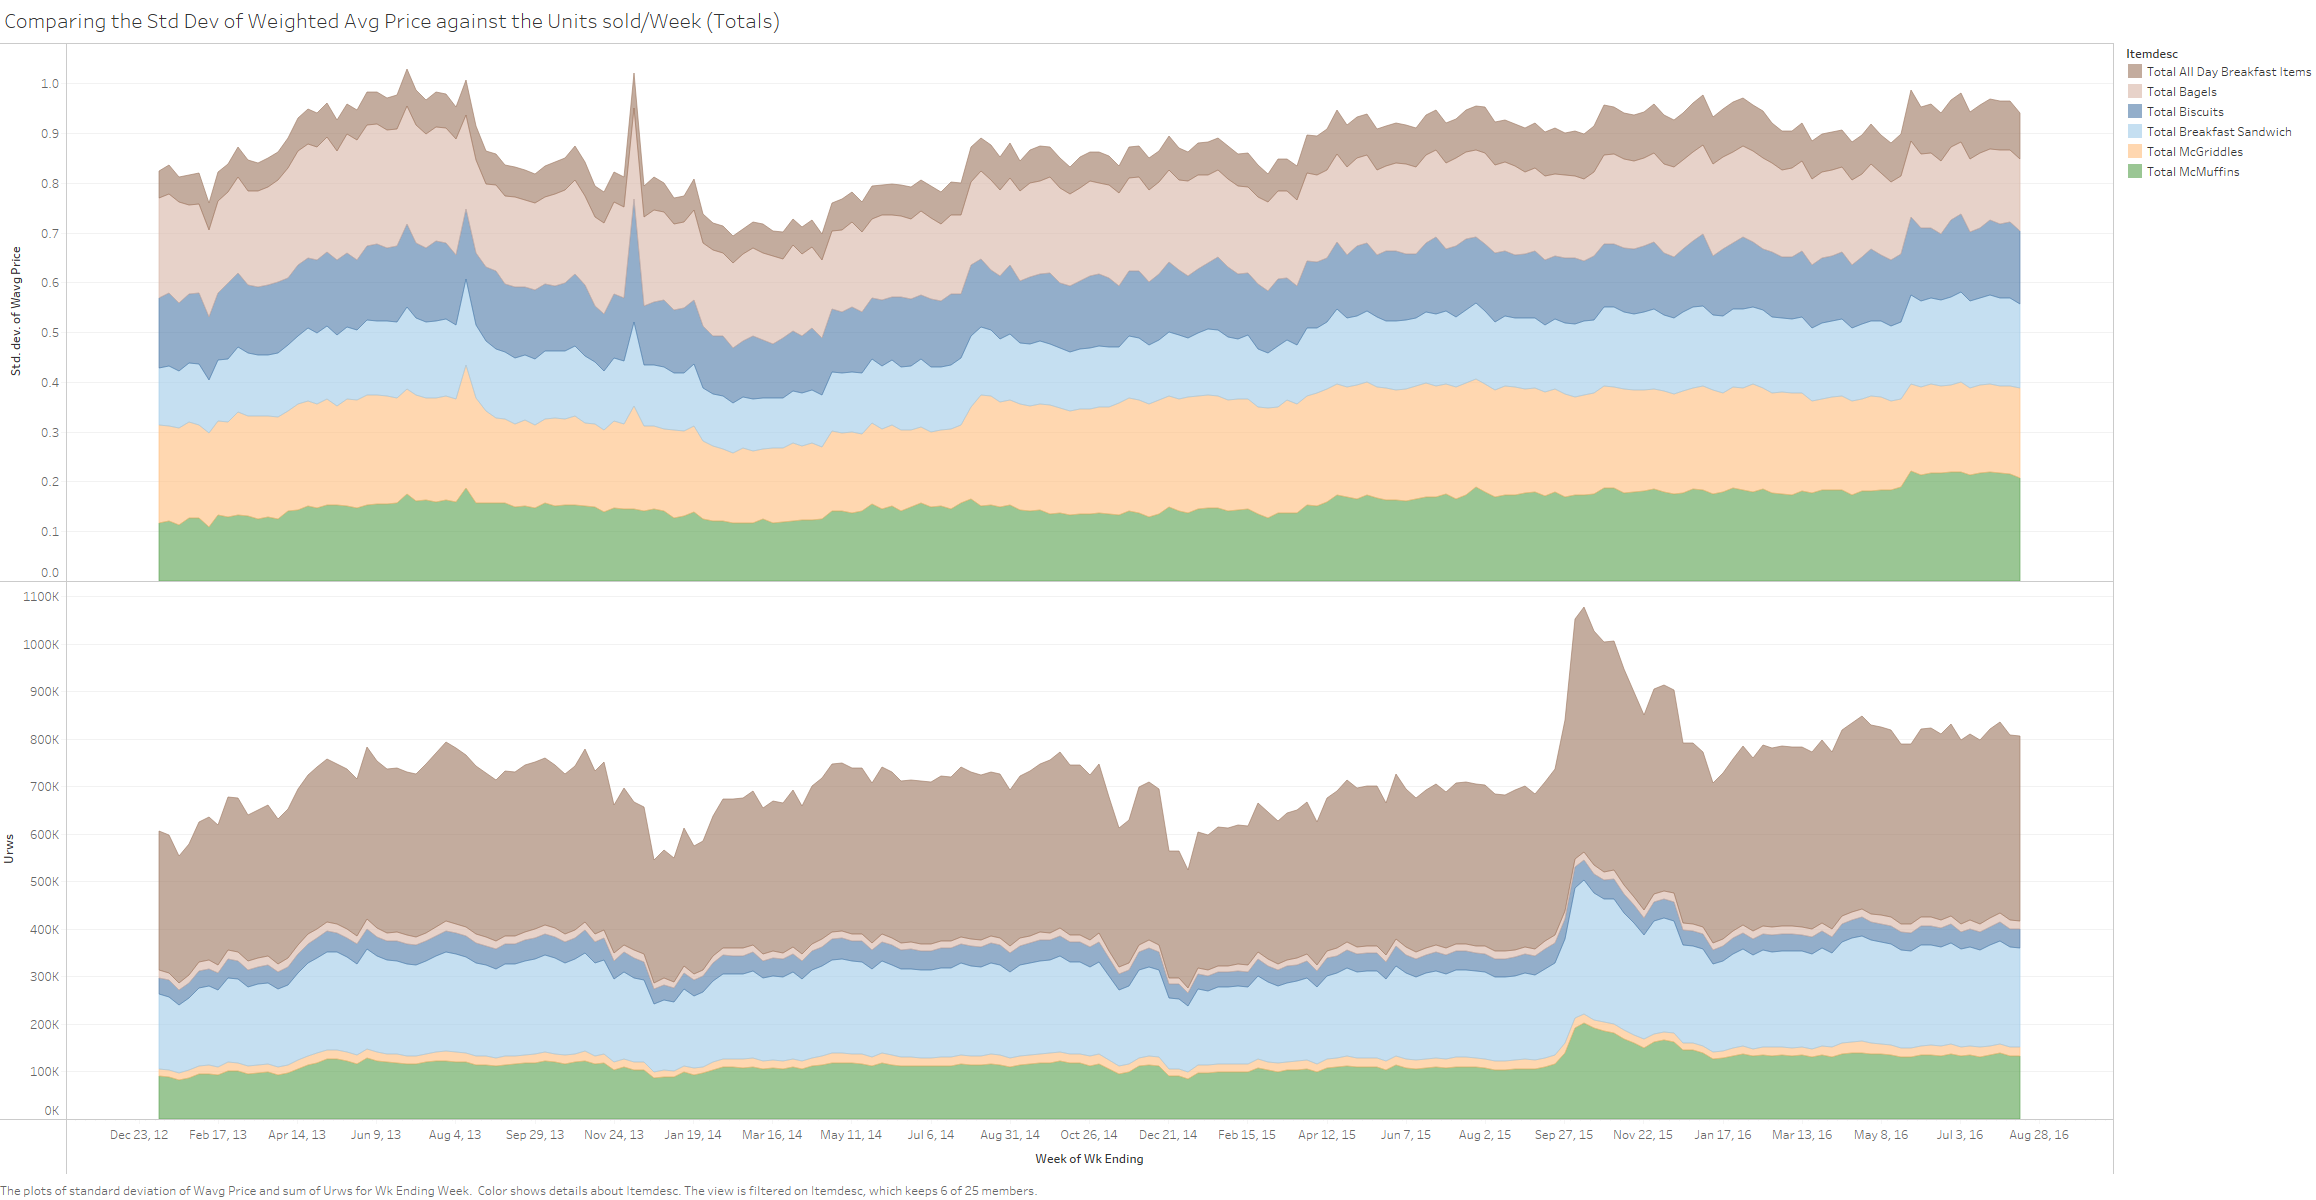 Comparing the Std Dev of Weighted Avg Price against the Units sold/Week (Totals)
Itemdesc
Total All Day Breakfast Items
Total Bagels
Total Biscuits
Total Breakfast Sandwich
Total McGriddles
Total McMuffins
Std. dev. of Wavg Price
1.0
0.9
0.8
0.7
0.6
0.5
0.4
0.3
0.2
0.1
0.0
Urws
1100K
1000K
900K
800K
700K
600K
500K
400K
300K
200K
100K
0K
Dec 23, 12 Feb 17, 13 Apr 14, 13 Jun 9, 13 Aug 4, 13 Sep 29, 13 Nov 24, 13 Jan 19, 14 Mar 16, 14 May 11, 14 Jul 6, 14 Aug 31, 14 Oct 26, 14 Dec 21, 14 Feb 15, 15 Apr 12, 15 Jun 7, 15 Aug 2, 15 Sep 27, 15 Nov 22, 15 Jan 17, 16 Mar 13, 16 May 8, 16 Jul 3, 16 Aug 28, 16
Week of Wk Ending
The plots of standard deviation of Wavg Price and sum of Urws for Wk Ending Week. Color shows details about Itemdesc. The view is filtered on Itemdesc, which keeps 6 of 25 members.